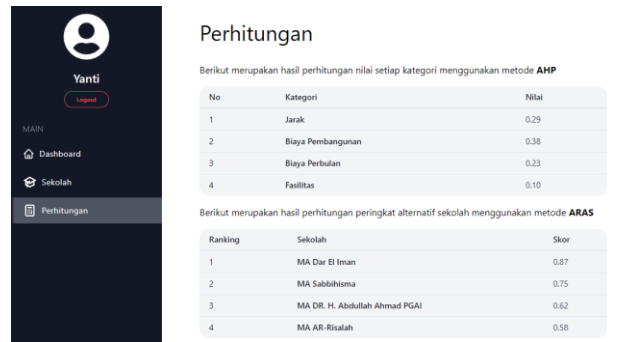 Yanti
Logout
MAIN
Dashboard
Sekolah
Perhitungan
Perhitungan
Berikut merupakan hasil perhitungan nilai setiap kategori menggunakan metode AHP
No Kategori Nilai
1 Jarak 0.29
2 Biaya Pembangunan 0.38
3 Biaya Perbulan 0.23
4 Fasilitas 0.10
Berikut merupakan hasil perhitungan peringkat alternatif sekolah menggunakan metode ARAS
Ranking Sekolah Skor
1 MA Dar El Iman 0.87
2 MA Sabbihisma 0.75
3 MA DR. H. Abdullah Ahmad PGAI 0.62
4 MA AR-Risalah 0.58